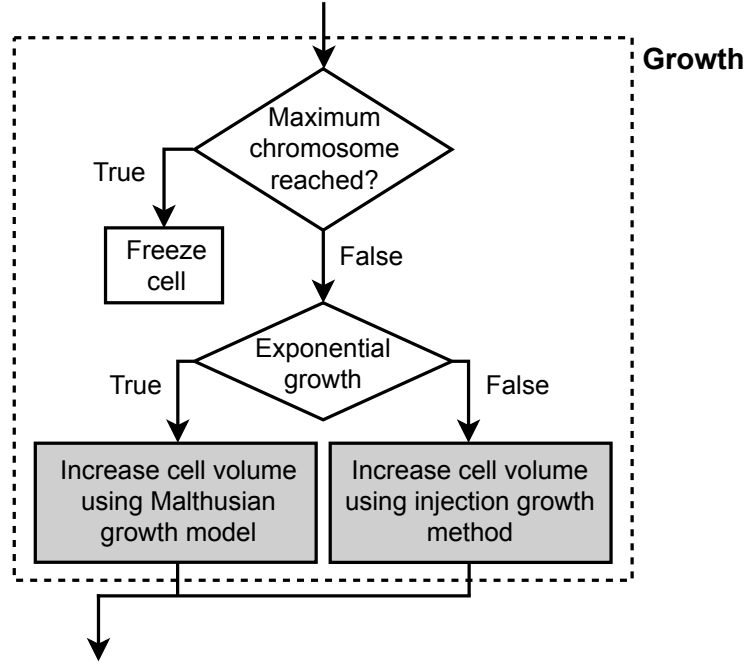 Growth
Maximum
chromosome
reached?
True
Freeze
cell
False
Exponential
growth
True
False
Increase cell volume
using Malthusian
growth model
Increase cell volume
using injection growth
method